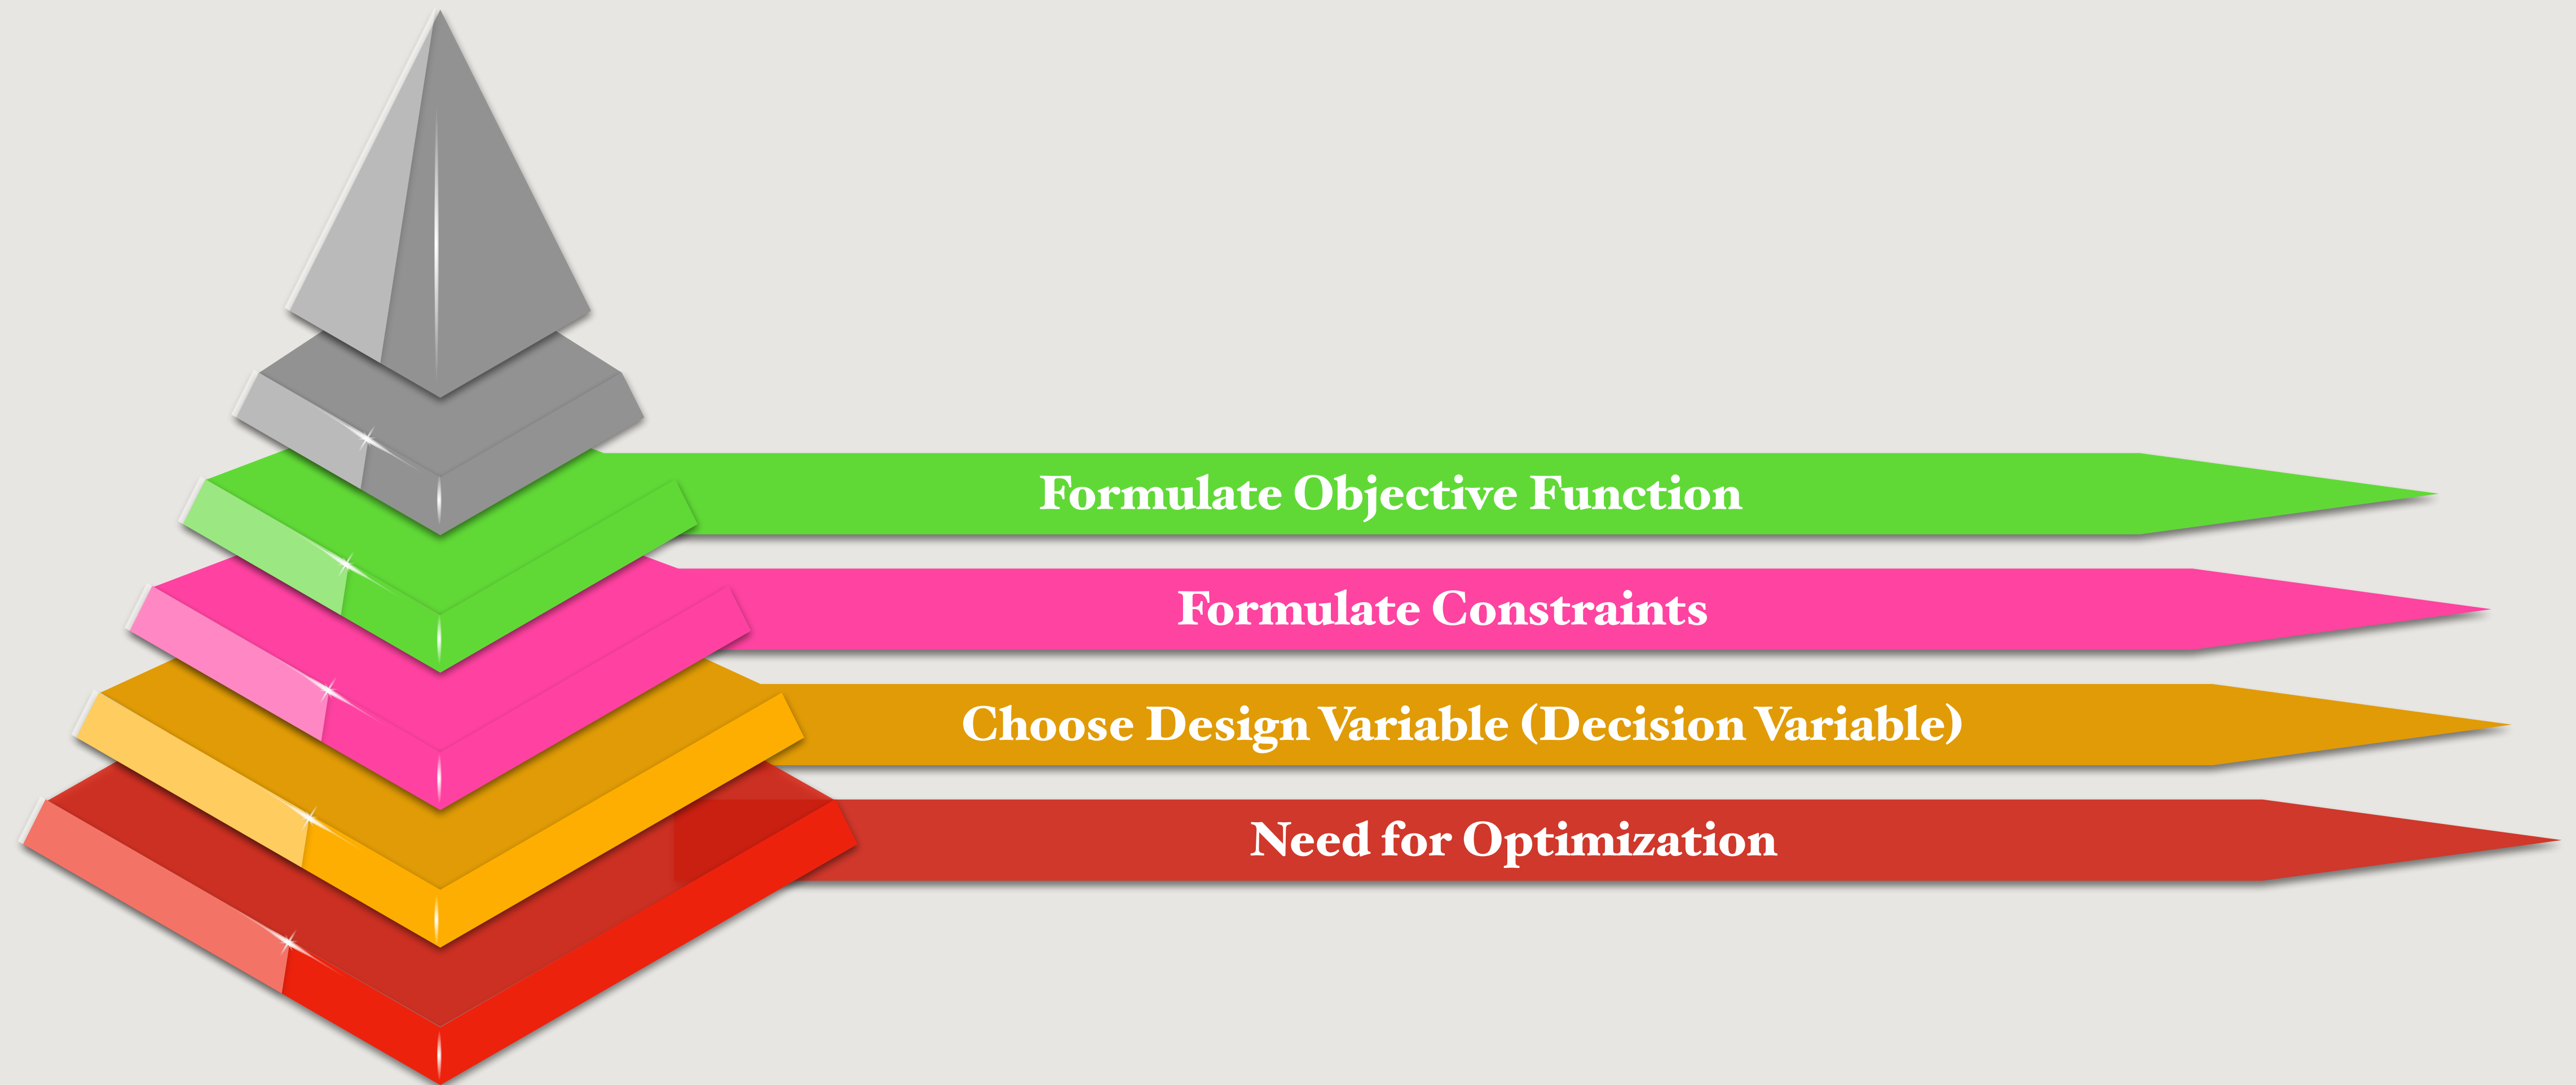 Formulate Objective Function
Formulate Constraints
Choose Design Variable (Decision Variable)
Need for Optimization